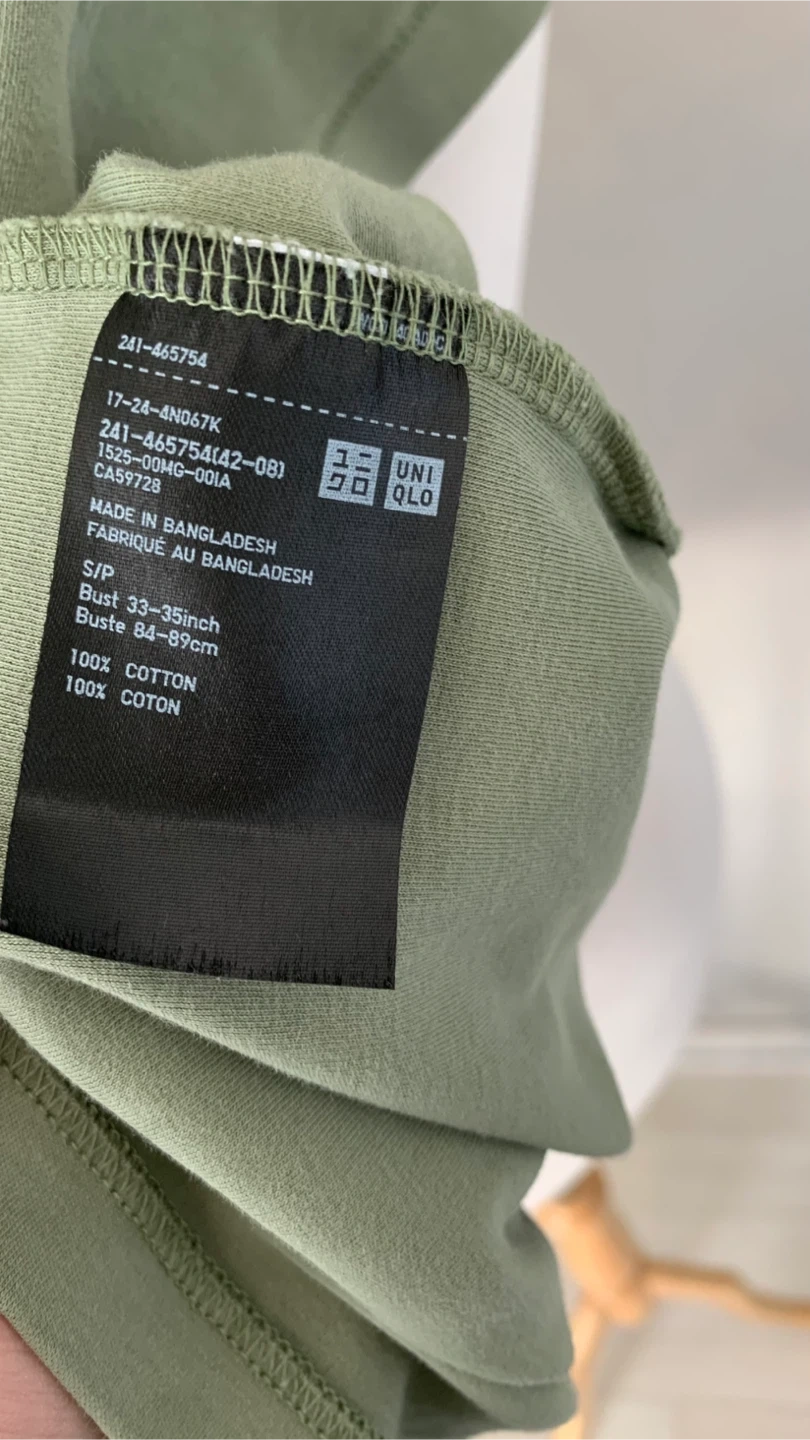 241-465754
17-24-4N067K
241-465754(42-08)
1525-00MG-001A
CA59728
ユニ
クロ
UNI
QLO
MADE IN BANGLADESH
FABRIQUÉ AU BANGLADESH
S/P
Bust 33-35inch
Buste 84-89cm
100% COTTON
100% COTON